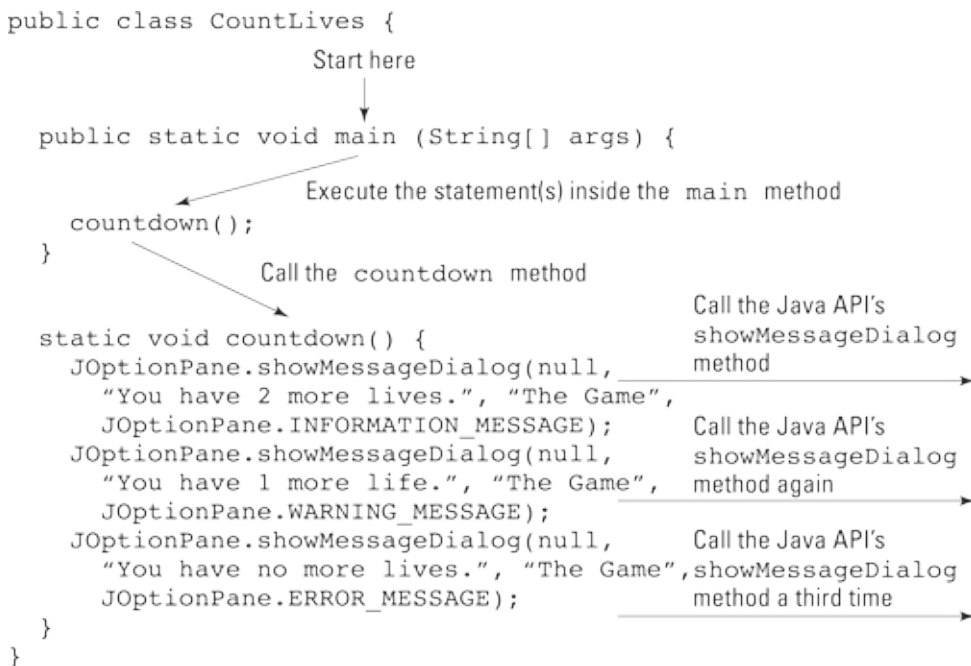 public class CountLives {
Start here
public static void main (String[] args) {
Execute the statement(s) inside the main method
countdown();
}
Call the countdown method
static void countdown() {
JOptionPane.showMessageDialog(null,
“You have 2 more lives.”, “The Game”,
JOptionPane.INFORMATION_MESSAGE);
Call the Java API's
showMessageDialog
method
JOptionPane.showMessageDialog(null,
“You have 1 more life.”, “The Game”,
JOptionPane.WARNING_MESSAGE);
Call the Java API's
showMessageDialog
method again
JOptionPane.showMessageDialog(null,
“You have no more lives.”, “The Game”,
JOptionPane.ERROR_MESSAGE);
Call the Java API's
showMessageDialog
method a third time
}
}